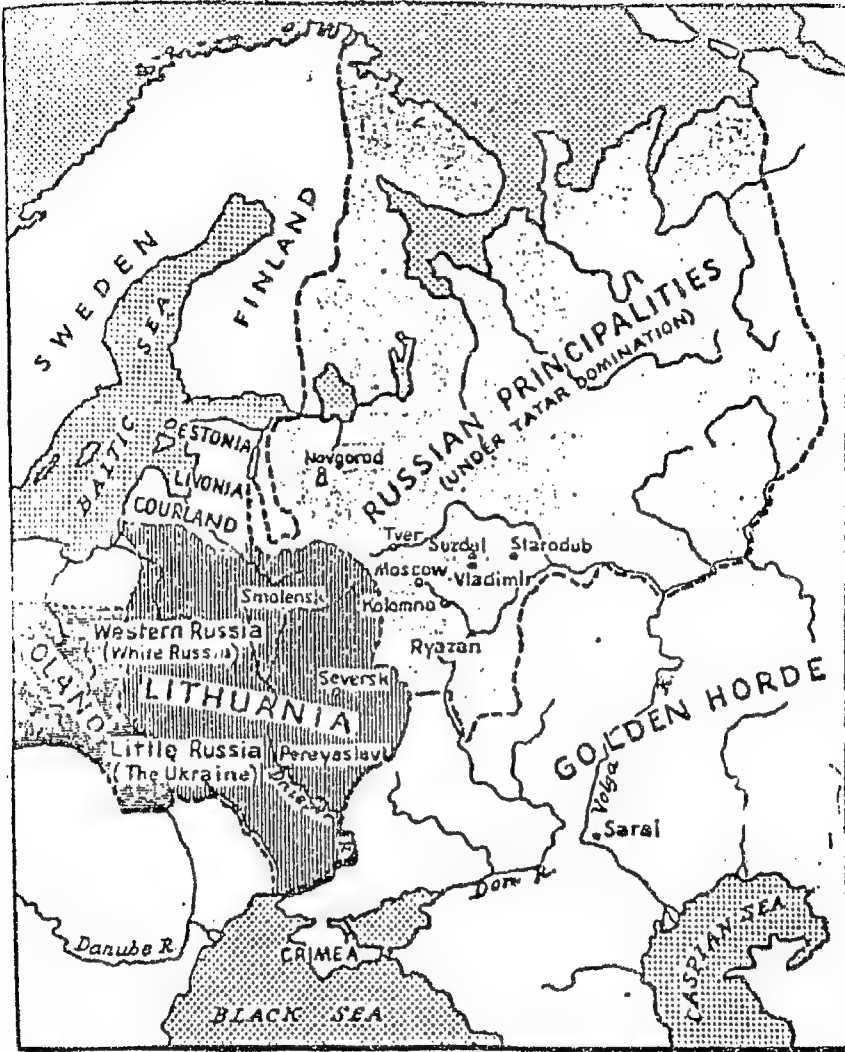 SWEDEN
FINLAND
BALTIC SEA
ESTONIA
LIVONIA
COURLAND
Novgorod
RUSSIAN PRINCIPALITIES
(UNDER TATAR DOMINATION)
Tver
Suzdul
Starodub
Moscow
Vladimir
Kolomna
Ryazan
Smolensk
Western Russia
(White Russia)
OLAND
LITHUANIA
Seversk
Little Russia
(The Ukraine)
Pereyaslavl
GOLDEN HORDE
Volga
R.
Sarai
Don R.
Danube R.
CRIMEA
BLACK SEA
CASPIAN SEA